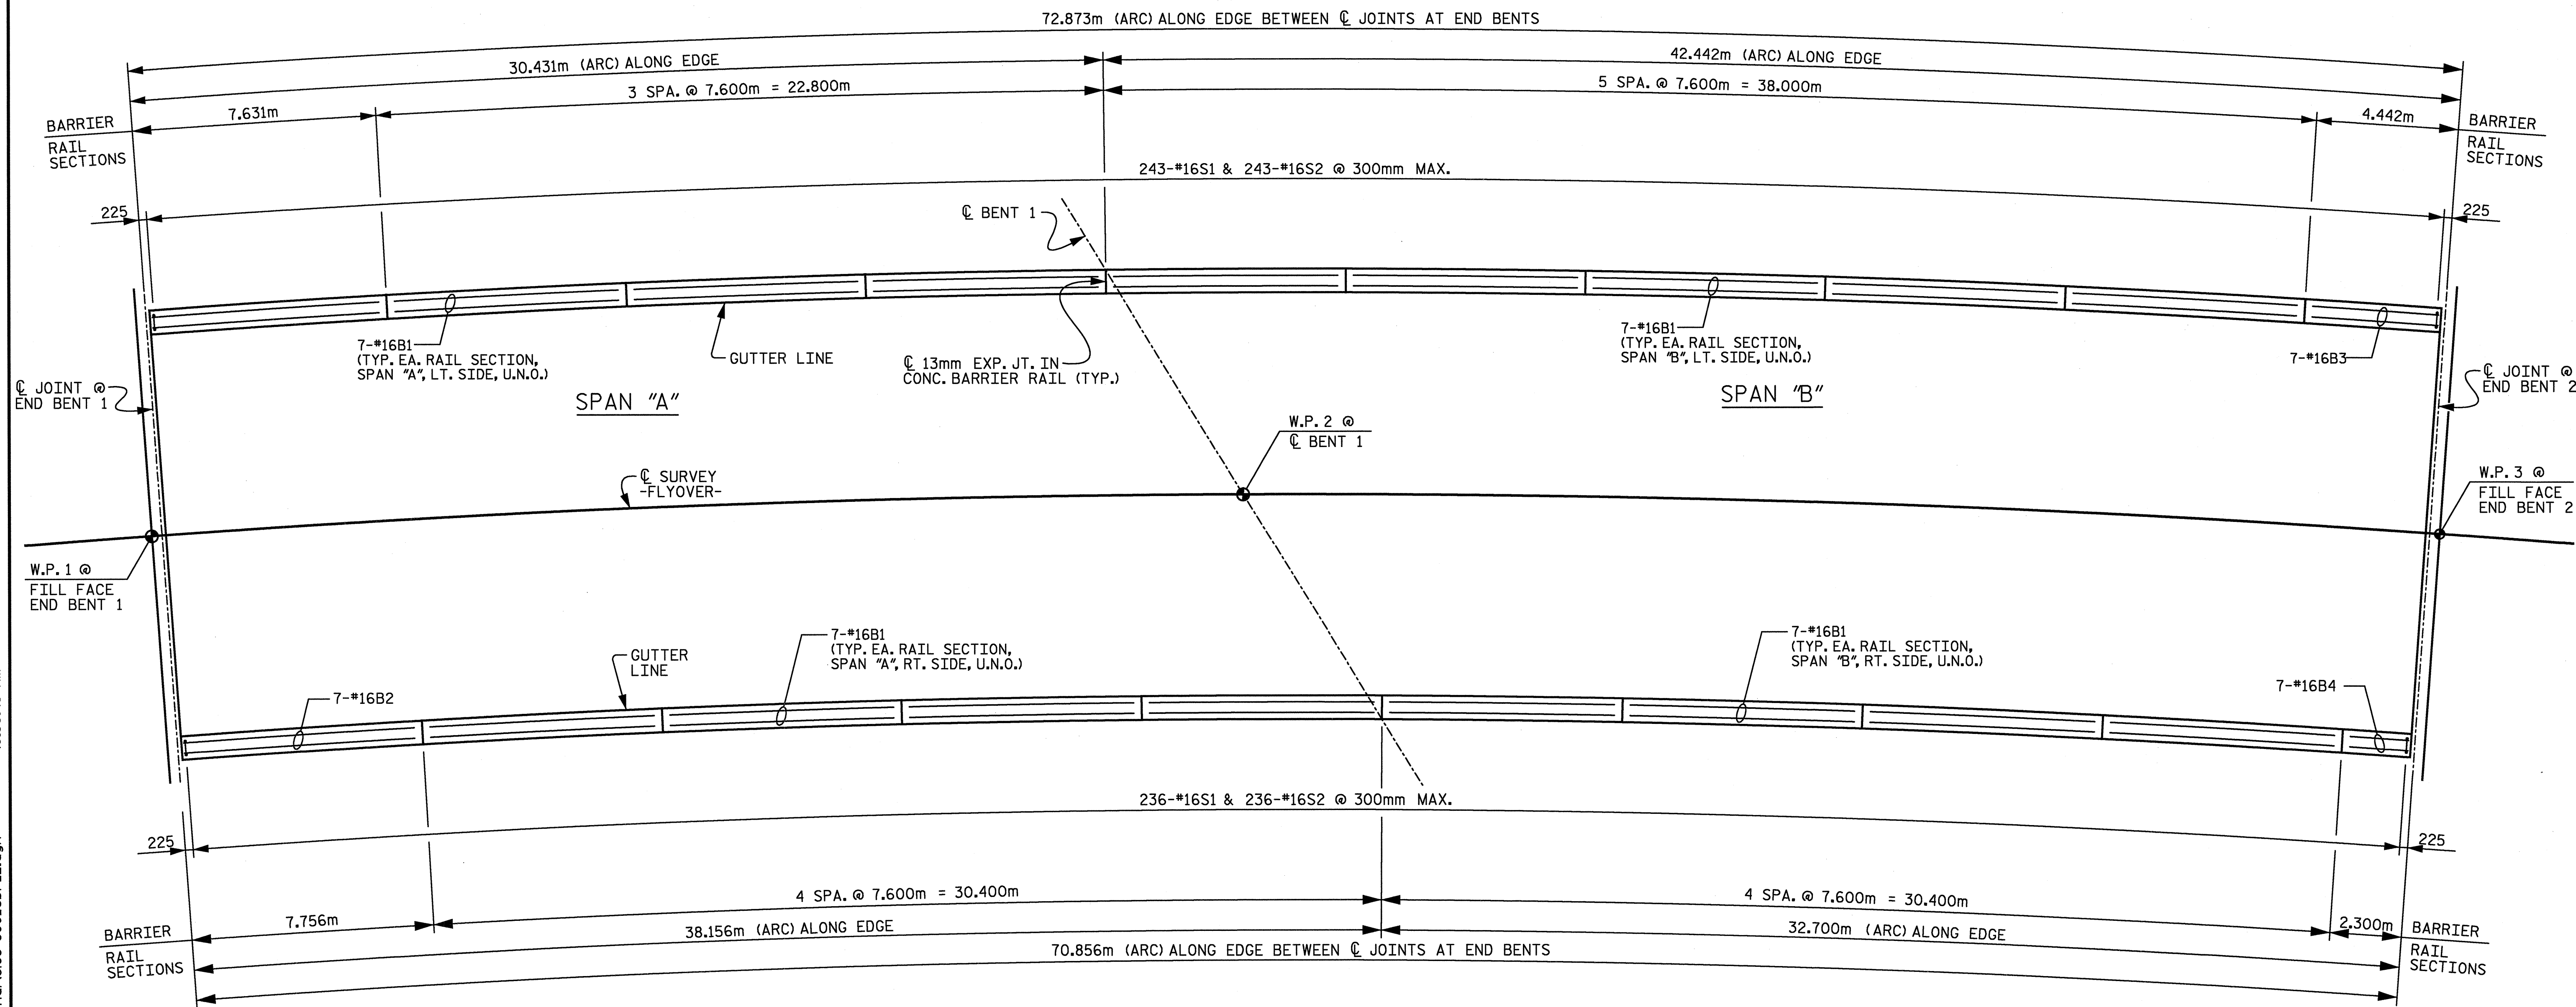 72.873m (ARC) ALONG EDGE BETWEEN ℄ JOINTS AT END BENTS
30.431m (ARC) ALONG EDGE
42.442m (ARC) ALONG EDGE
3 SPA. @ 7.600m = 22.800m
5 SPA. @ 7.600m = 38.000m
7.631m
4.442m
BARRIER
RAIL
SECTIONS
BARRIER
RAIL
SECTIONS
243-#16S1 & 243-#16S2 @ 300mm MAX.
225
225
℄ BENT 1
7-#16B1
(TYP. EA. RAIL SECTION,
SPAN "A", LT. SIDE, U.N.O.)
GUTTER LINE
℄ 13mm EXP. JT. IN
CONC. BARRIER RAIL (TYP.)
7-#16B1
(TYP. EA. RAIL SECTION,
SPAN "B", LT. SIDE, U.N.O.)
7-#16B3
℄ JOINT @
END BENT 1
℄ JOINT @
END BENT 2
SPAN "A"
SPAN "B"
W.P. 2 @
℄ BENT 1
℄ SURVEY
-FLYOVER-
W.P. 3 @
FILL FACE
END BENT 2
W.P. 1 @
FILL FACE
END BENT 1
7-#16B2
GUTTER
LINE
7-#16B1
(TYP. EA. RAIL SECTION,
SPAN "A", RT. SIDE, U.N.O.)
7-#16B1
(TYP. EA. RAIL SECTION,
SPAN "B", RT. SIDE, U.N.O.)
7-#16B4
236-#16S1 & 236-#16S2 @ 300mm MAX.
225
225
4 SPA. @ 7.600m = 30.400m
4 SPA. @ 7.600m = 30.400m
7.756m
2.300m
38.156m (ARC) ALONG EDGE
32.700m (ARC) ALONG EDGE
BARRIER
RAIL
SECTIONS
BARRIER
RAIL
SECTIONS
70.856m (ARC) ALONG EDGE BETWEEN ℄ JOINTS AT END BENTS